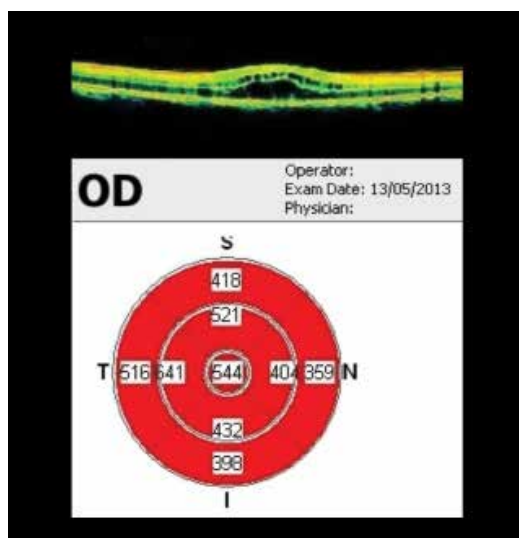 OD
Operator:
Exam Date: 13/05/2013
Physician:
S
418
521
T 516 641 544 404 359 N
432
398
I